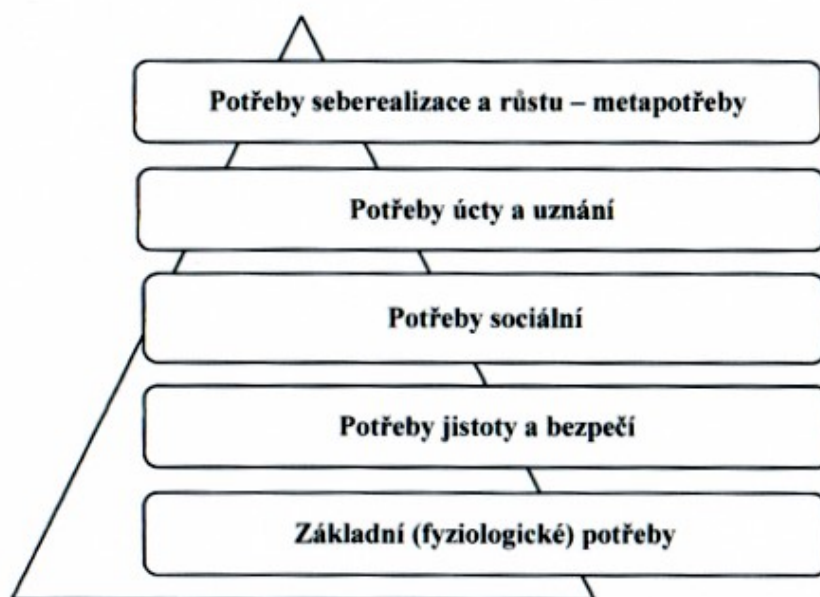 Potřeby seberealizace a růstu – metapotřeby
Potřeby úcty a uznání
Potřeby sociální
Potřeby jistoty a bezpečí
Základní (fyziologické) potřeby